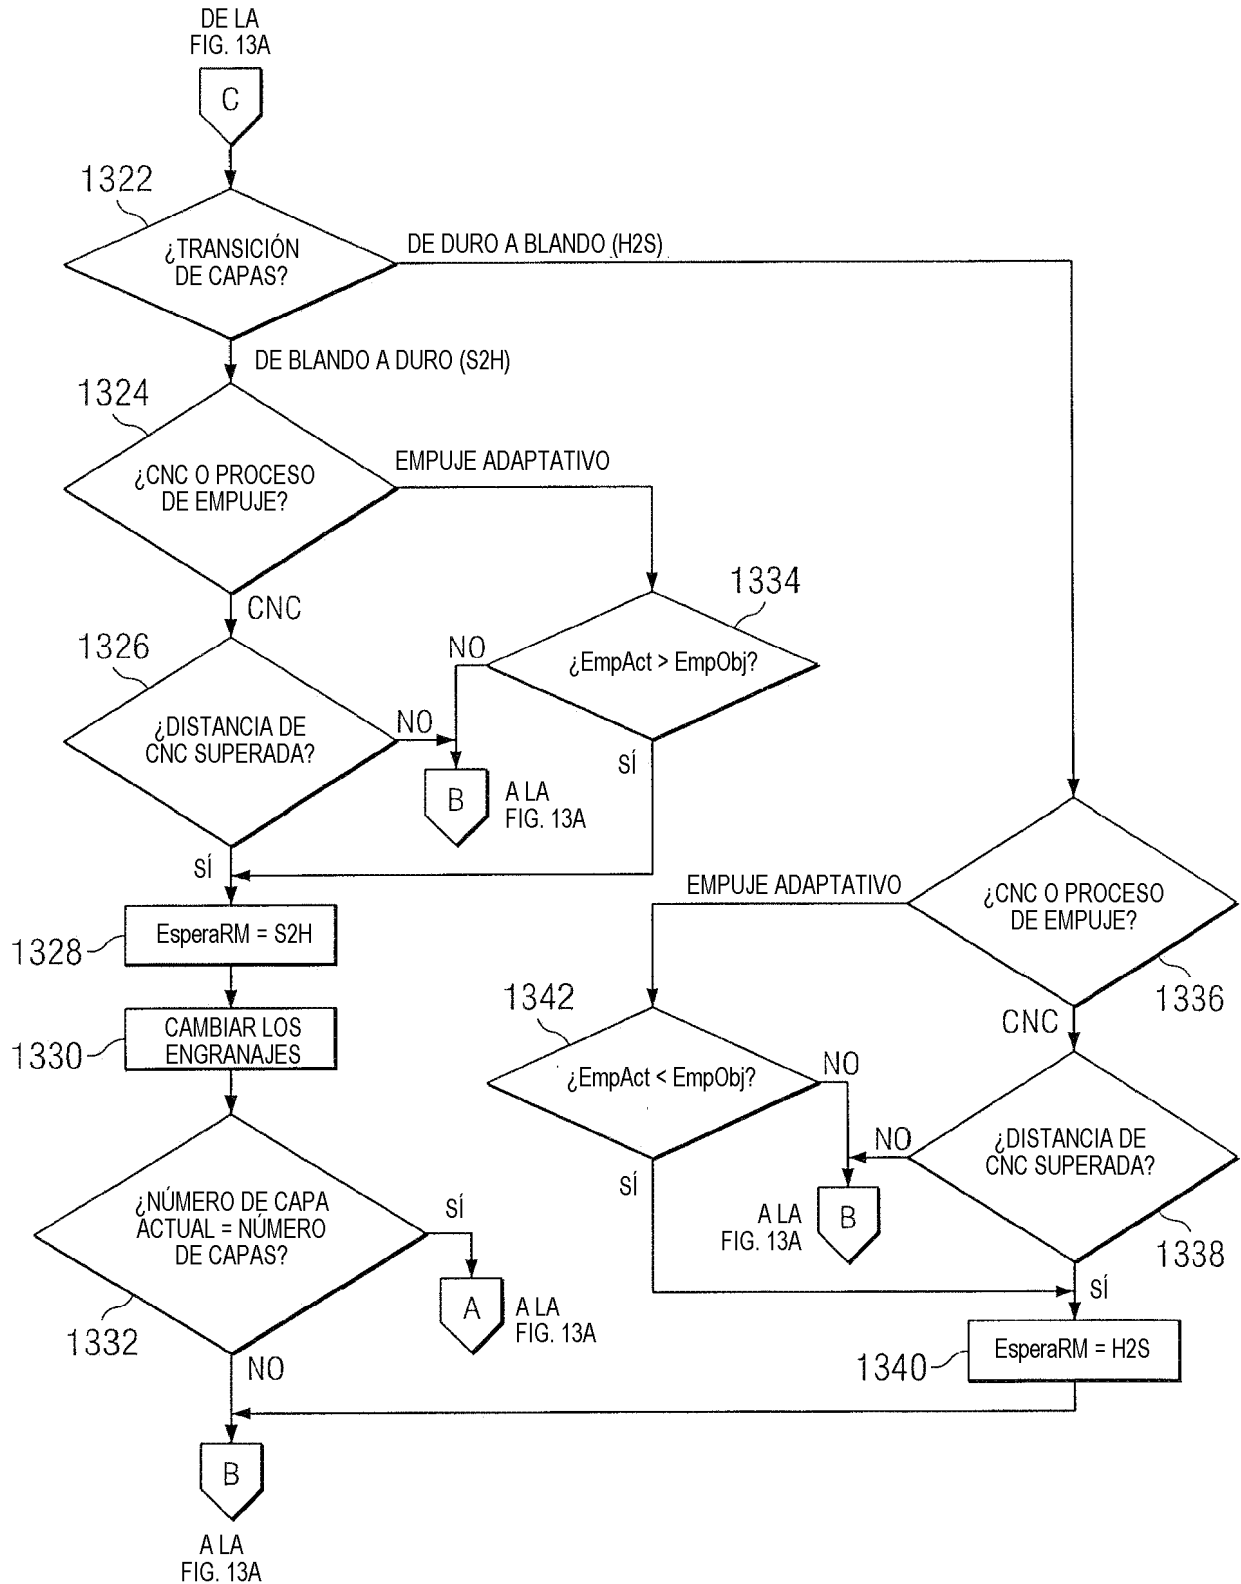 DE LA
FIG. 13A
C
1322
¿TRANSICIÓN
DE CAPAS?
DE DURO A BLANDO (H2S)
DE BLANDO A DURO (S2H)
1324
¿CNC O PROCESO
DE EMPUJE?
EMPUJE ADAPTATIVO
CNC
1334
¿EmpAct > EmpObj?
NO
SÍ
1326
¿DISTANCIA DE
CNC SUPERADA?
NO
B
A LA
FIG. 13A
SÍ
1328
EsperaRM = S2H
1330
CAMBIAR LOS
ENGRANAJES
¿NÚMERO DE CAPA
ACTUAL = NÚMERO
DE CAPAS?
1332
SÍ
A
A LA
FIG. 13A
NO
EMPUJE ADAPTATIVO
¿CNC O PROCESO
DE EMPUJE?
1336
CNC
1342
¿EmpAct < EmpObj?
NO
SÍ
NO
¿DISTANCIA DE
CNC SUPERADA?
1338
A LA
FIG. 13A
B
SÍ
1340
EsperaRM = H2S
B
A LA
FIG. 13A